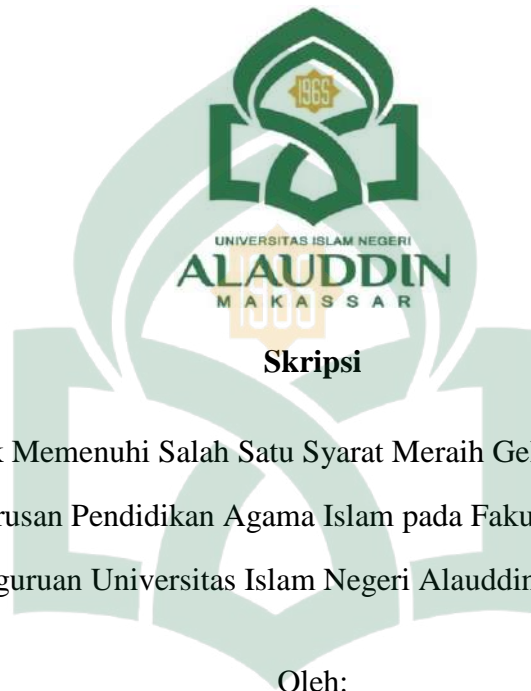 1965
UNIVERSITAS ISLAM NEGERI
ALAUDDIN
MAKASSAR
1965
Skripsi
k Memenuhi Salah Satu Syarat Meraih Gel
rusan Pendidikan Agama Islam pada Faku
guruan Universitas Islam Negeri Alauddin
Oleh: